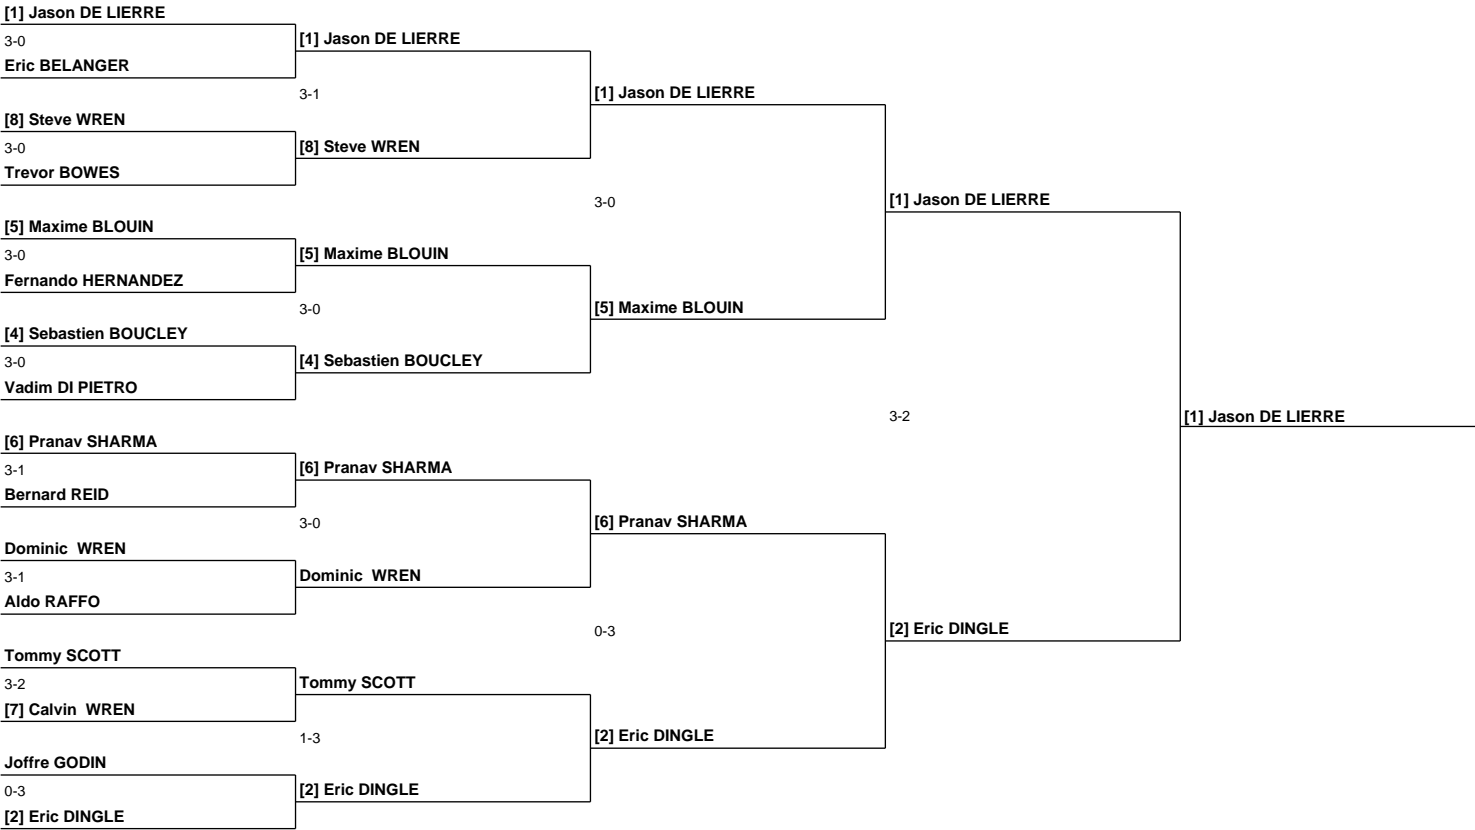 [1] Jason DE LIERRE
3-0
Eric BELANGER
[8] Steve WREN
3-0
Trevor BOWES
[5] Maxime BLOUIN
3-0
Fernando HERNANDEZ
[4] Sebastien BOUCLEY
3-0
Vadim DI PIETRO
[6] Pranav SHARMA
3-1
Bernard REID
Dominic  WREN
3-1
Aldo RAFFO
Tommy SCOTT
3-2
[7] Calvin  WREN
Joffre GODIN
0-3
[2] Eric DINGLE
[1] Jason DE LIERRE
3-1
[8] Steve WREN
[5] Maxime BLOUIN
3-0
[4] Sebastien BOUCLEY
[6] Pranav SHARMA
3-0
Dominic  WREN
Tommy SCOTT
1-3
[2] Eric DINGLE
[1] Jason DE LIERRE
3-0
[5] Maxime BLOUIN
[6] Pranav SHARMA
0-3
[2] Eric DINGLE
[1] Jason DE LIERRE
3-2
[2] Eric DINGLE
[1] Jason DE LIERRE